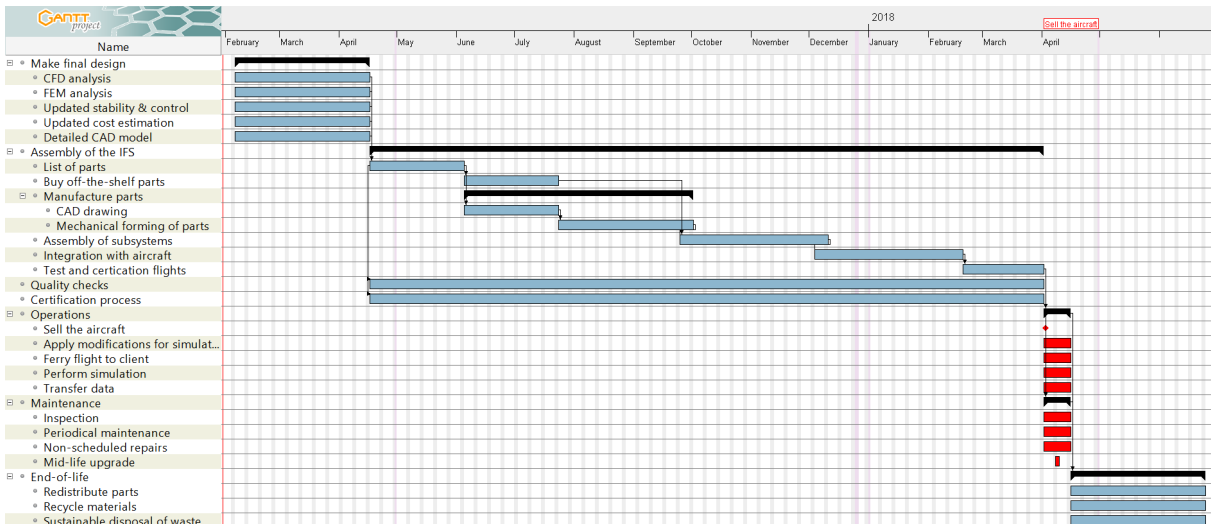 GANTT
project
Name
2018
Sell the aircraft
February March April May June July August September October November December January February March April
Make final design
CFD analysis
FEM analysis
Updated stability & control
Updated cost estimation
Detailed CAD model
Assembly of the IFS
List of parts
Buy off-the-shelf parts
Manufacture parts
CAD drawing
Mechanical forming of parts
Assembly of subsystems
Integration with aircraft
Test and certication flights
Quality checks
Certification process
Operations
Sell the aircraft
Apply modifications for simulat...
Ferry flight to client
Perform simulation
Transfer data
Maintenance
Inspection
Periodical maintenance
Non-scheduled repairs
Mid-life upgrade
End-of-life
Redistribute parts
Recycle materials
Sustainable disposal of waste